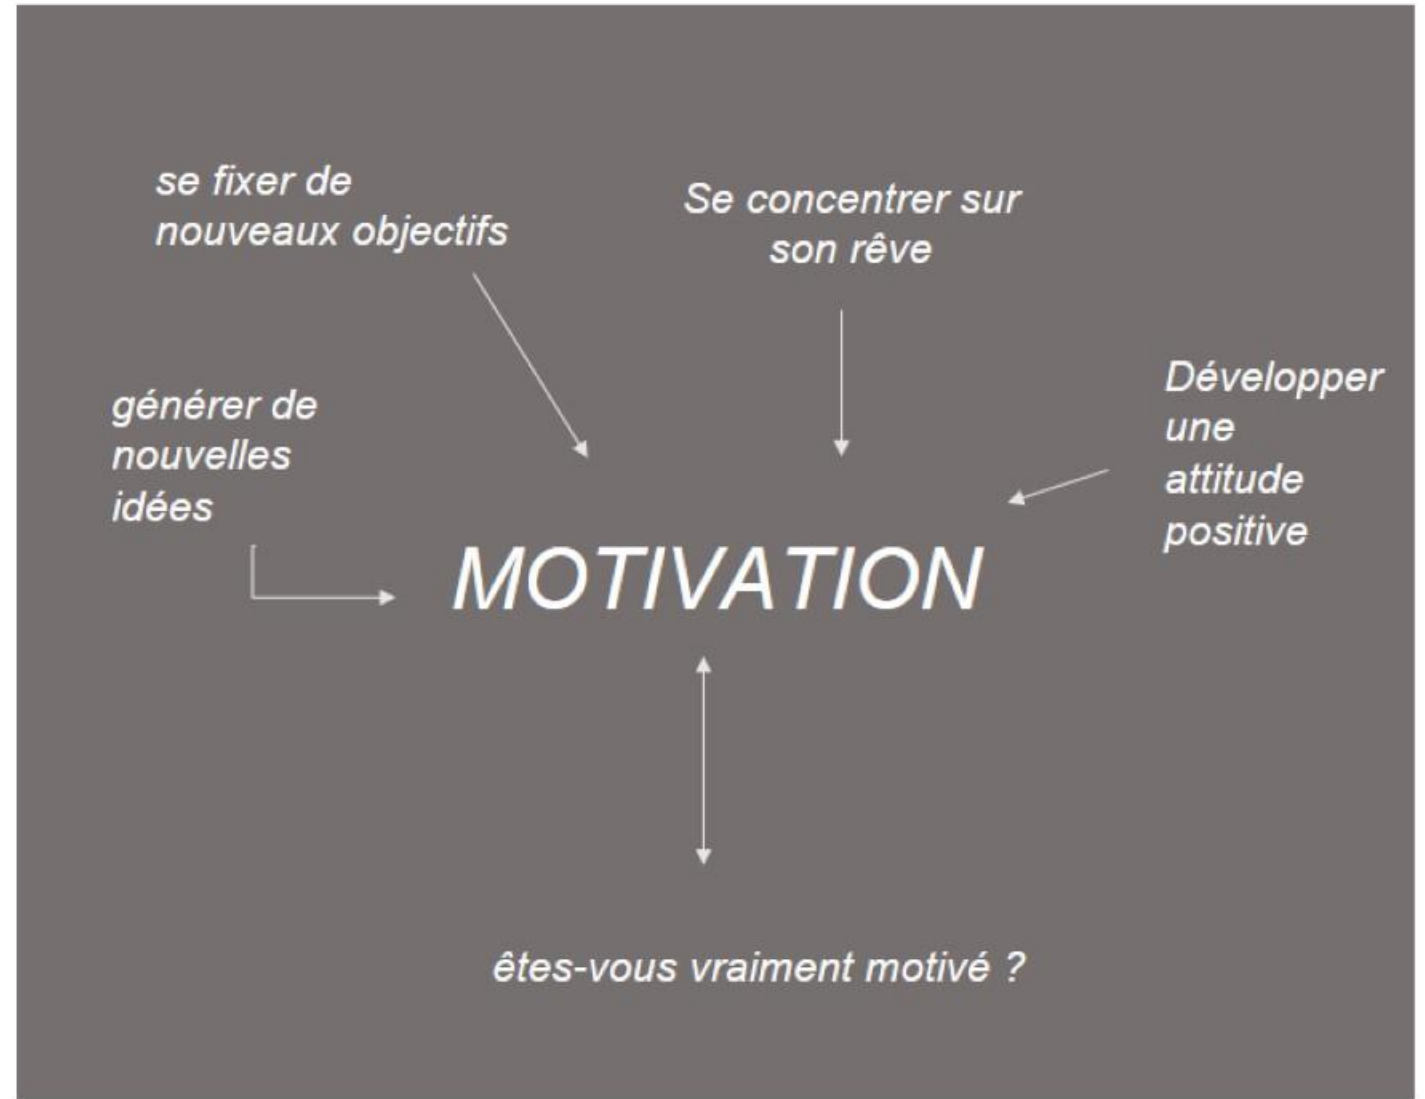 se fixer de
nouveaux objectifs
Se concentrer sur
son rêve
générer de
nouvelles
idées
Développer
une
attitude
positive
MOTIVATION
êtes-vous vraiment motivé ?